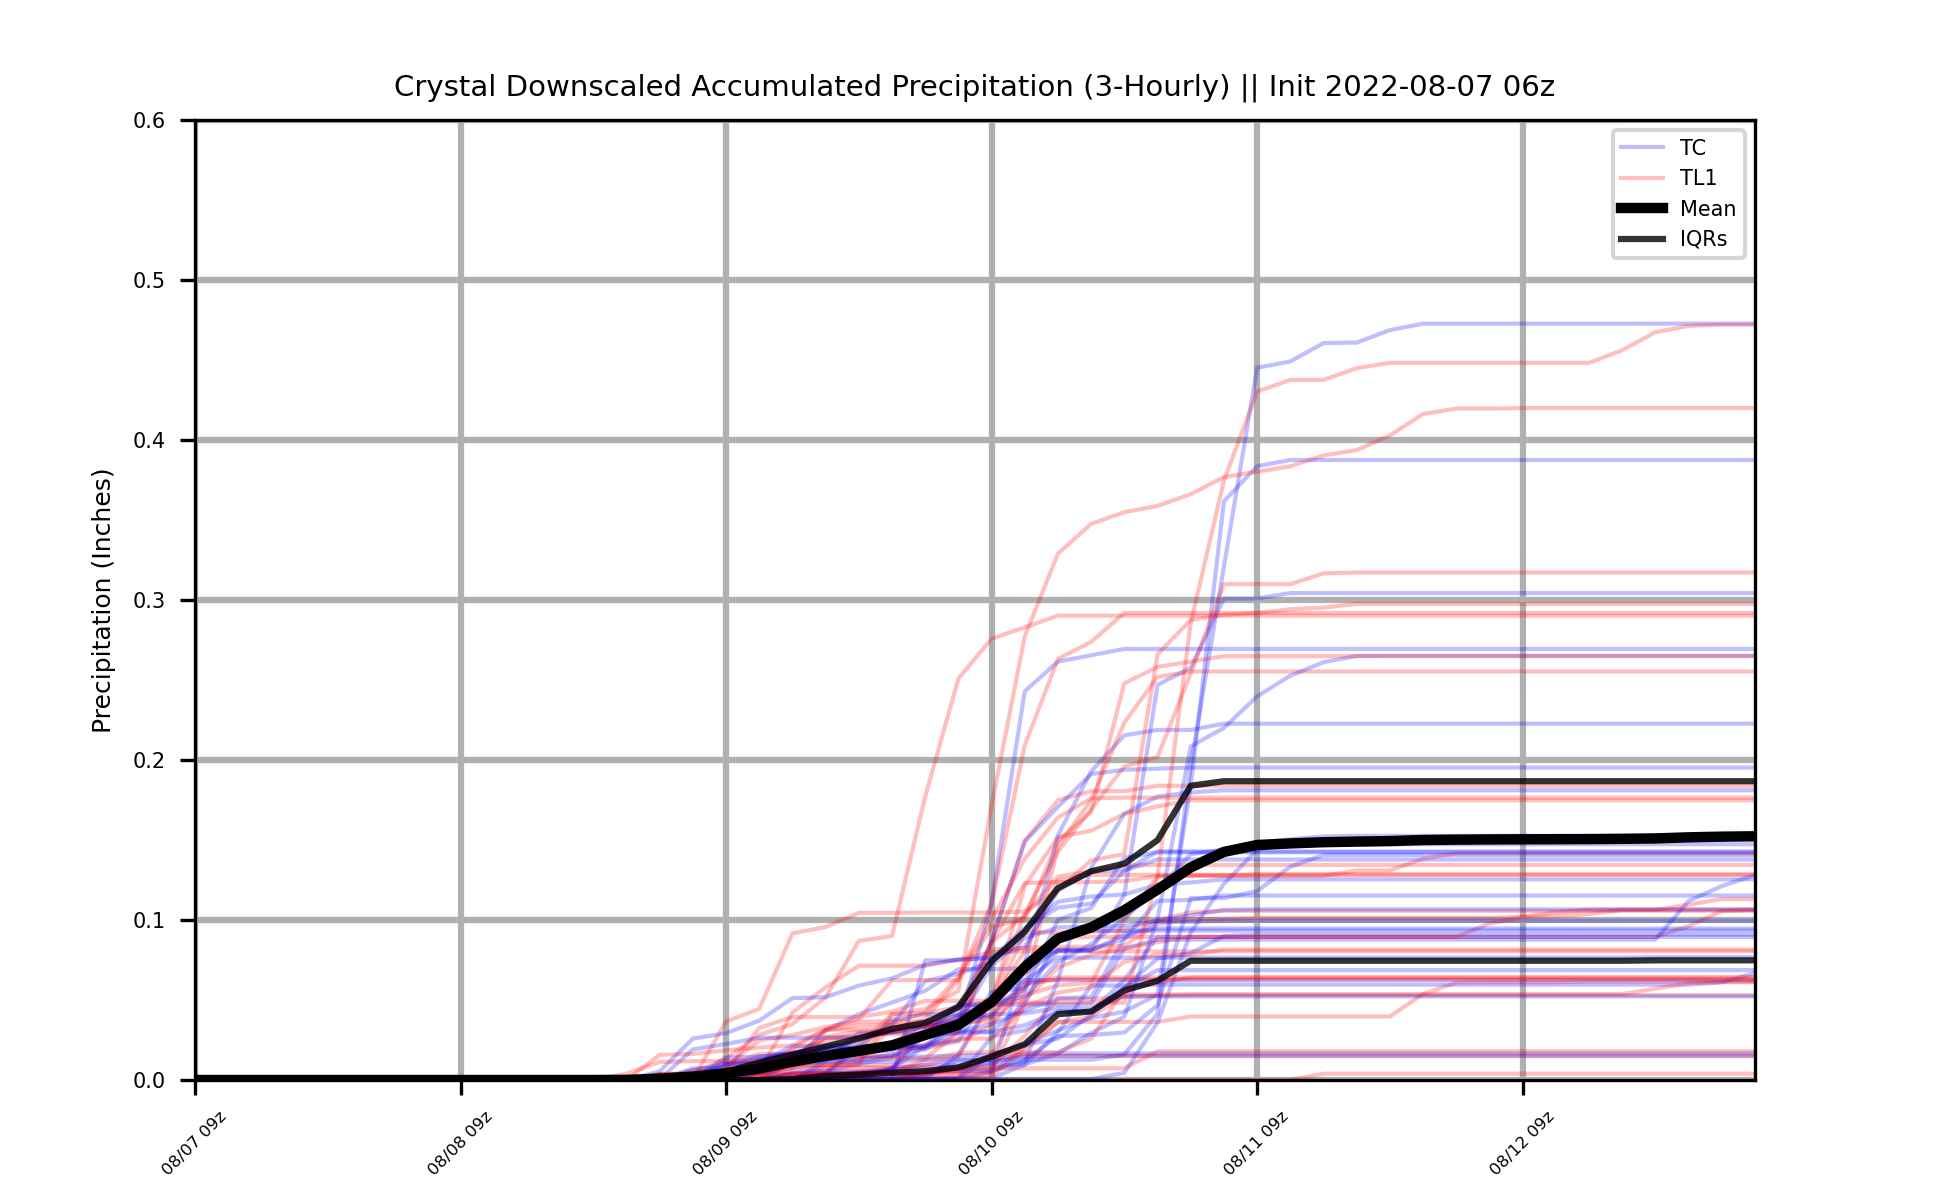 Crystal Downscaled Accumulated Precipitation (3-Hourly) || Init 2022-08-07 06z
0.6
0.5
0.4
0.3
0.2
0.1
0.0
Precipitation (Inches)
TC
TL1
Mean
IQRs
08/07 09z
08/08 09z
08/09 09z
08/10 09z
08/11 09z
08/12 09z